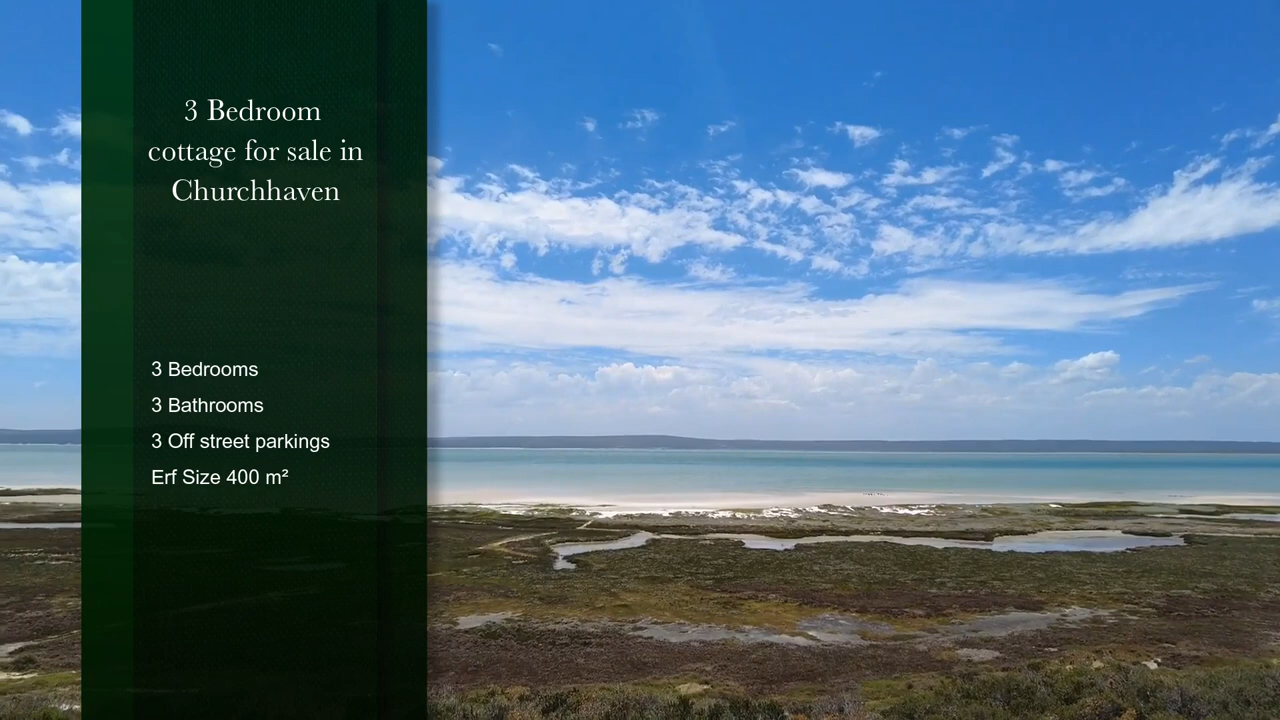 3 Bedroom
cottage for sale in
Churchhaven
3 Bedrooms
3 Bathrooms
3 Off street parkings
Erf Size 400 m²